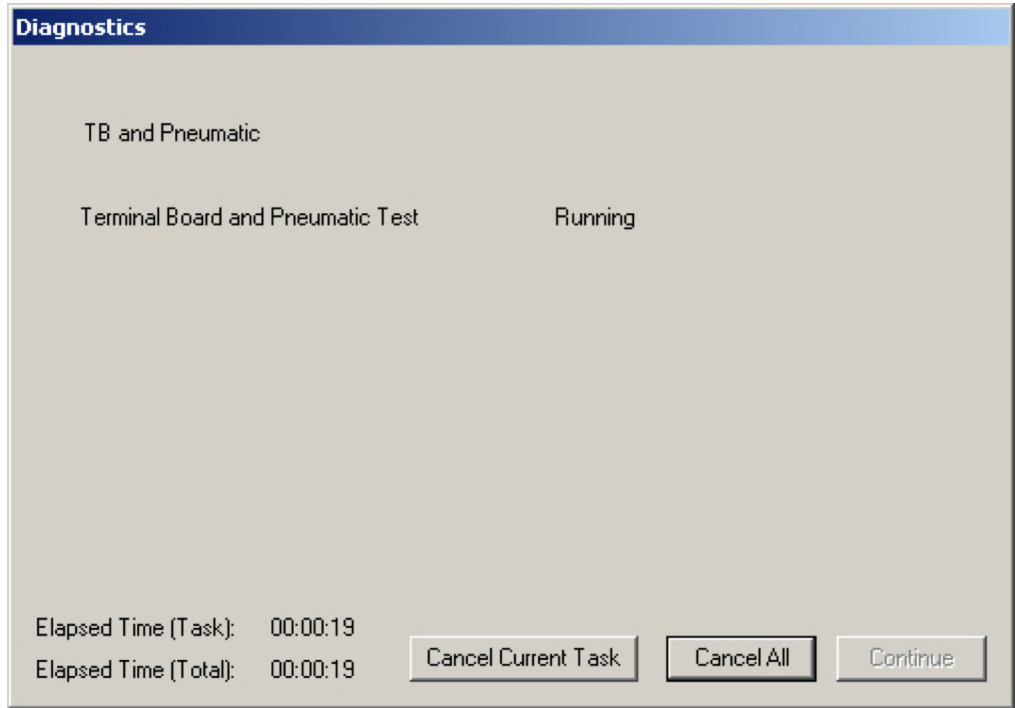 Diagnostics
TB and Pneumatic
Terminal Board and Pneumatic Test Running
Elapsed Time (Task): 00:00:19
Elapsed Time (Total): 00:00:19
Cancel Current Task Cancel All Continue